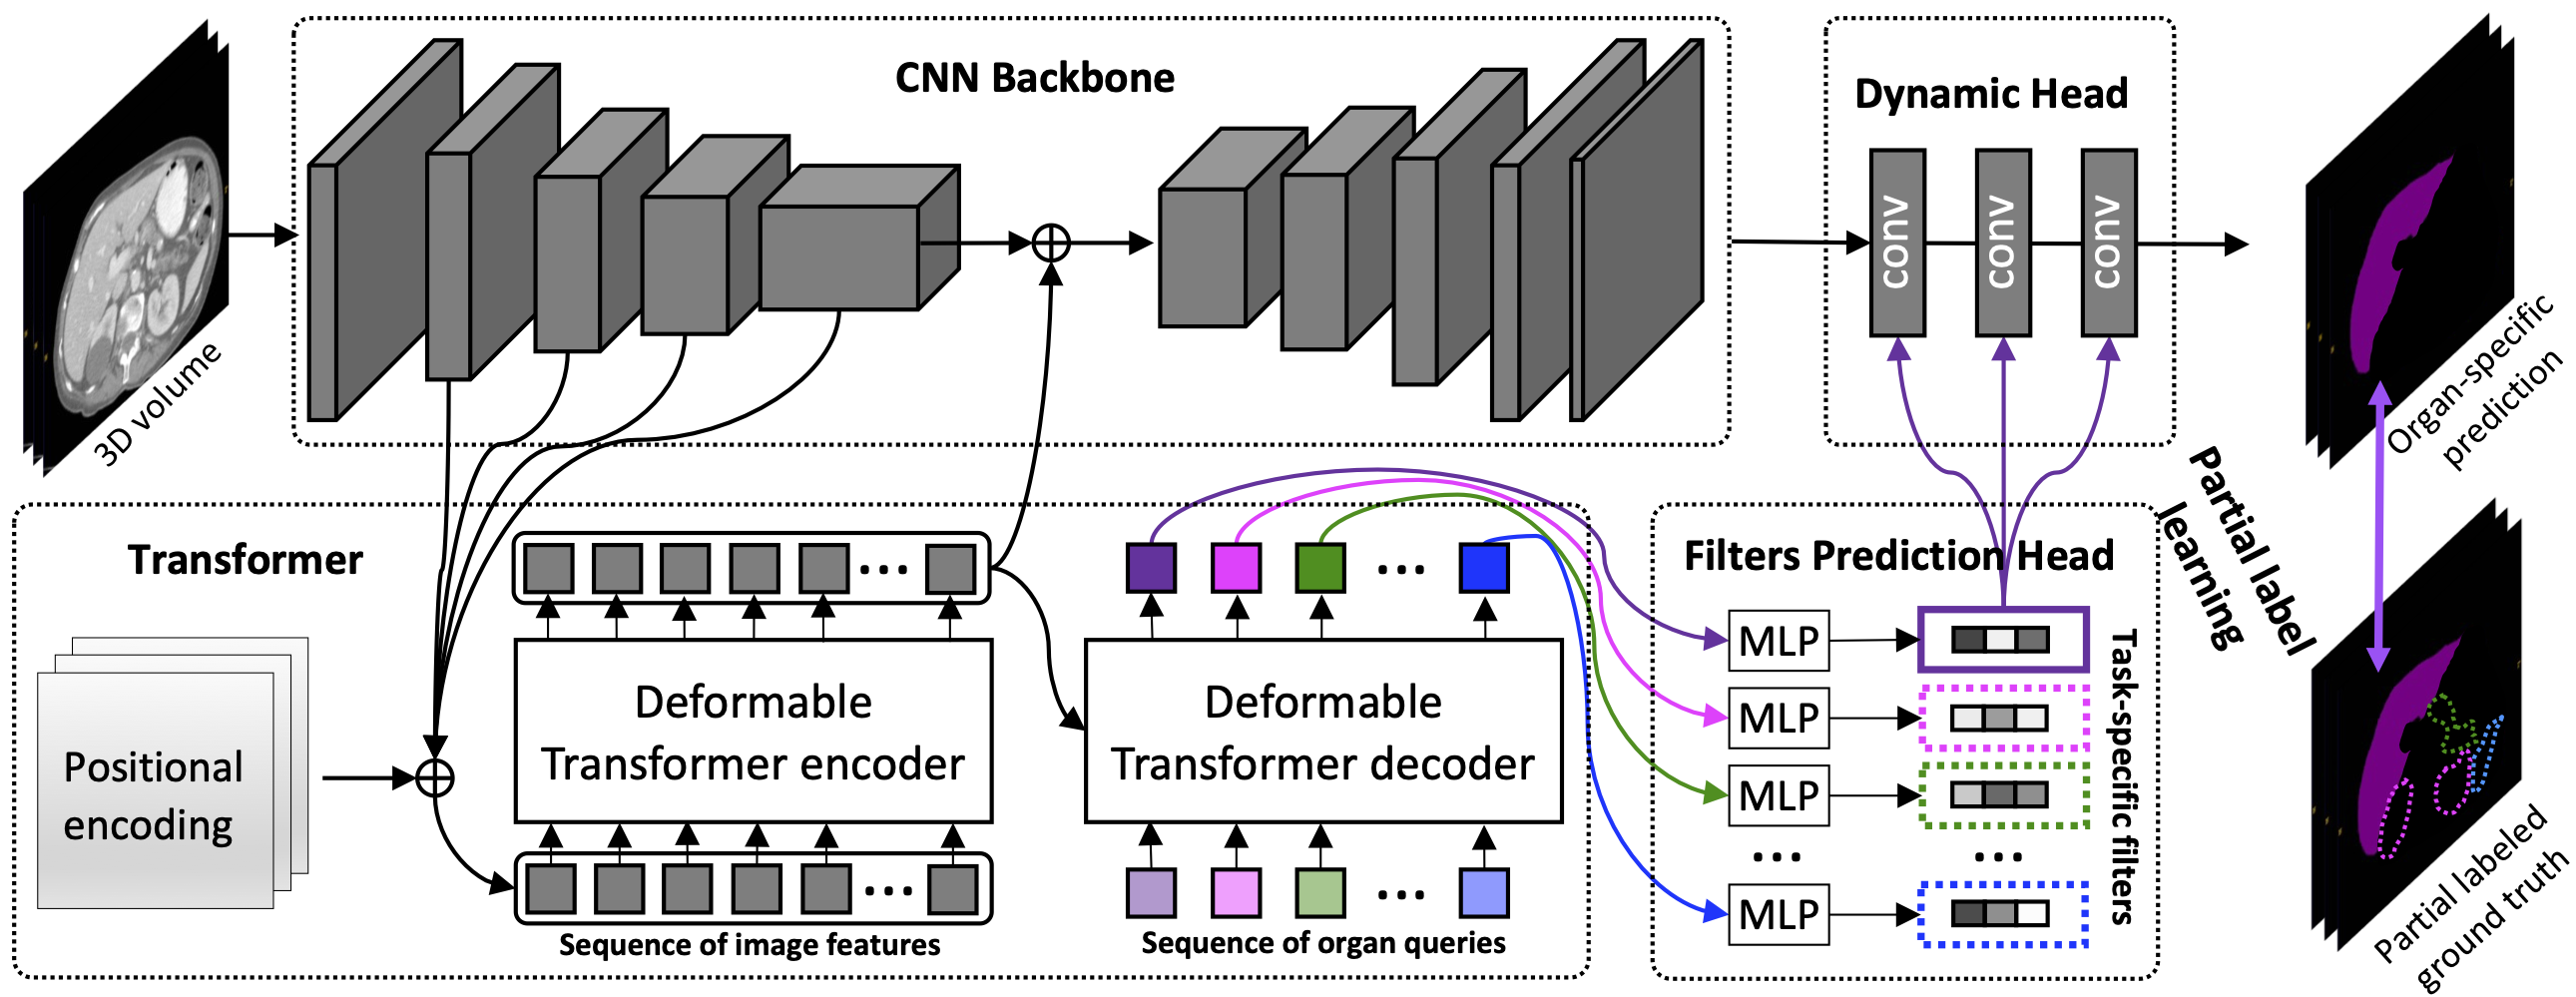 CNN Backbone
Dynamic Head
conv
conv
conv
3D volume
Organ-specific
prediction
Partial label
learning
Transformer
Positional
encoding
...
Deformable
Transformer encoder
...
Sequence of image features
...
Deformable
Transformer decoder
...
Sequence of organ queries
Filters Prediction Head
MLP
MLP
MLP
... ...
MLP
Task-specific filters
Partial labeled
ground truth